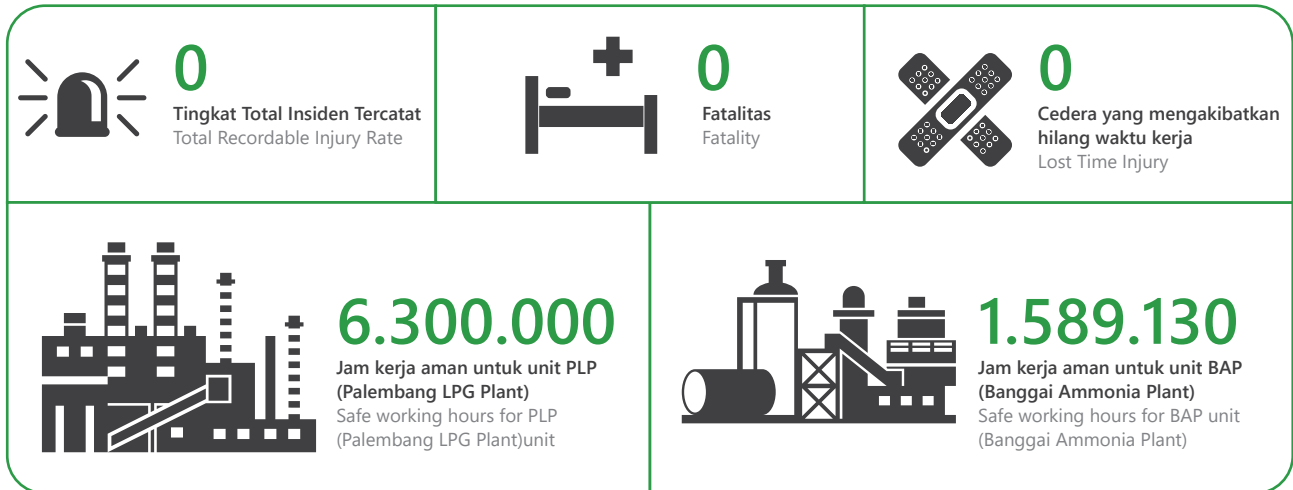 0
Tingkat Total Insiden Tercatat
Total Recordable Injury Rate
0
Fatalitas
Fatality
0
Cedera yang mengakibatkan
hilang waktu kerja
Lost Time Injury
6.300.000
Jam kerja aman untuk unit PLP
(Palembang LPG Plant)
Safe working hours for PLP
(Palembang LPG Plant)unit
1.589.130
Jam kerja aman untuk unit BAP
(Banggai Ammonia Plant)
Safe working hours for BAP unit
(Banggai Ammonia Plant)